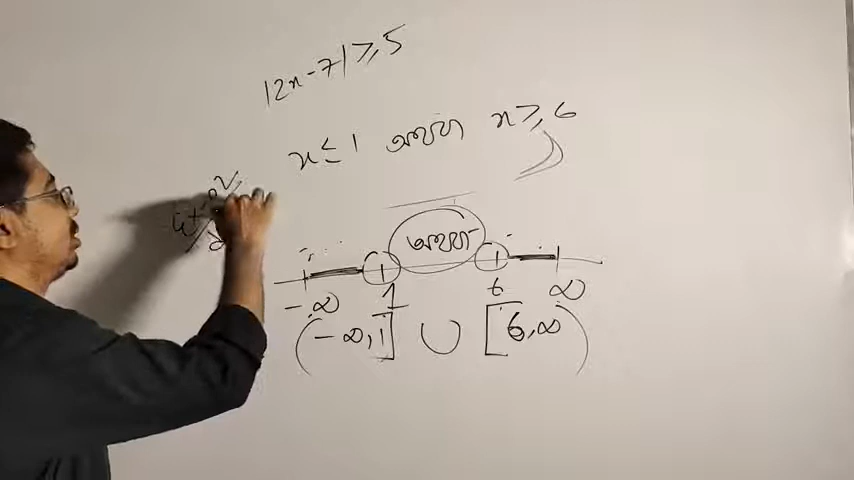 |2x-7|≥5
x≤1 অথবা x≥6
অথবা
-∞ 1 6 ∞
(-∞,1] ∪ [6,∞)